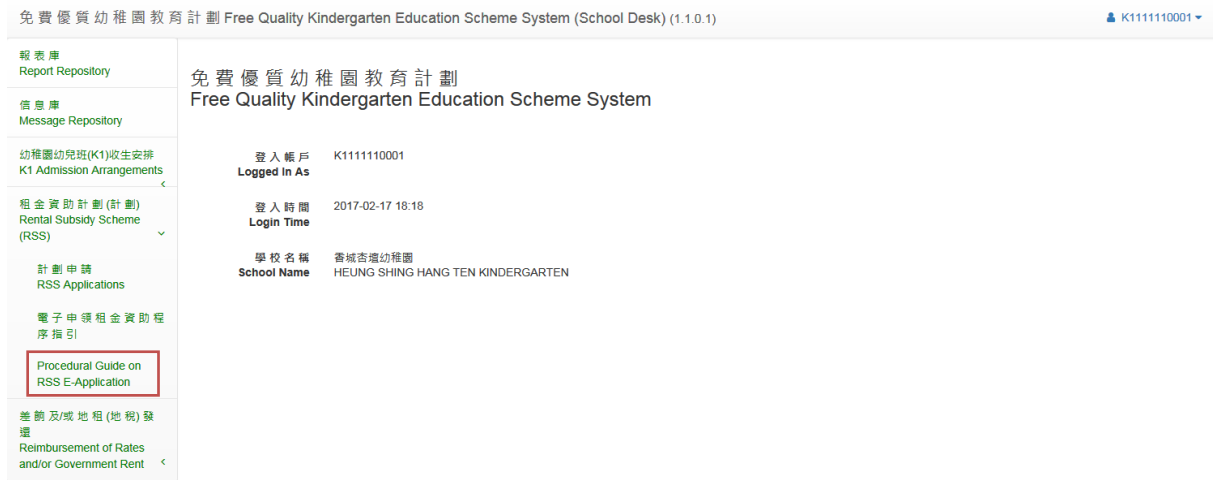 免費優質幼稚園教育計劃 Free Quality Kindergarten Education Scheme System (School Desk) (1.1.0.1)
K1111110001
報表庫
Report Repository
信息庫
Message Repository
幼稚園幼兒班(K1)收生安排
K1 Admission Arrangements
租金資助計劃(計劃)
Rental Subsidy Scheme
(RSS)
計劃申請
RSS Applications
電子申領租金資助程
序指引
Procedural Guide on
RSS E-Application
差餉及/或地租(地稅)發
還
Reimbursement of Rates
and/or Government Rent
免費優質幼稚園教育計劃
Free Quality Kindergarten Education Scheme System
登入帳戶 K1111110001
Logged In As
登入時間 2017-02-17 18:18
Login Time
學校名稱 香城杏壇幼稚園
School Name HEUNG SHING HANG TEN KINDERGARTEN